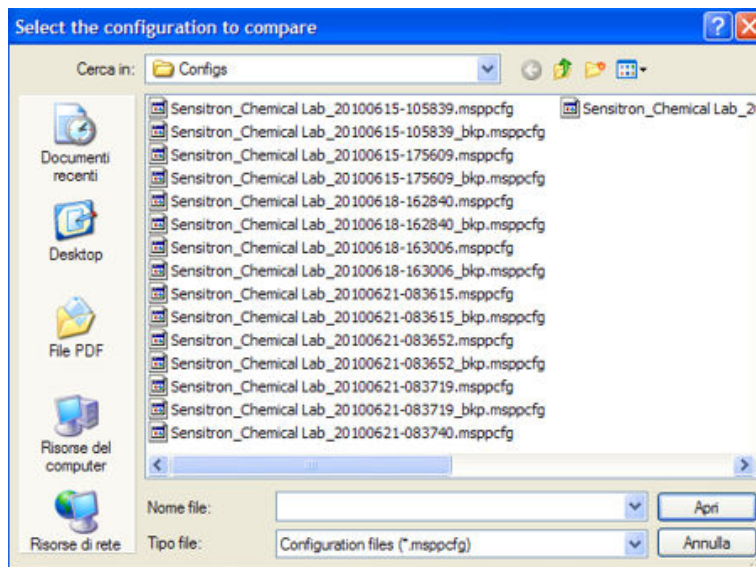 Select the configuration to compare
Cerca in:
Configs
Documenti recenti
Desktop
File PDF
Risorse del computer
Risorse di rete
Sensitron_Chemical Lab_20100615-105839.msppcfg
Sensitron_Chemical Lab_20100615-105839_bkp.msppcfg
Sensitron_Chemical Lab_20100615-175609.msppcfg
Sensitron_Chemical Lab_20100615-175609_bkp.msppcfg
Sensitron_Chemical Lab_20100618-162840.msppcfg
Sensitron_Chemical Lab_20100618-162840_bkp.msppcfg
Sensitron_Chemical Lab_20100618-163006.msppcfg
Sensitron_Chemical Lab_20100618-163006_bkp.msppcfg
Sensitron_Chemical Lab_20100621-083615.msppcfg
Sensitron_Chemical Lab_20100621-083615_bkp.msppcfg
Sensitron_Chemical Lab_20100621-083652.msppcfg
Sensitron_Chemical Lab_20100621-083652_bkp.msppcfg
Sensitron_Chemical Lab_20100621-083719.msppcfg
Sensitron_Chemical Lab_20100621-083719_bkp.msppcfg
Sensitron_Chemical Lab_20100621-083740.msppcfg
Sensitron_Chemical Lab_2
Nome file:
Apri
Tipo file:
Configuration files (*.msppcfg)
Annulla